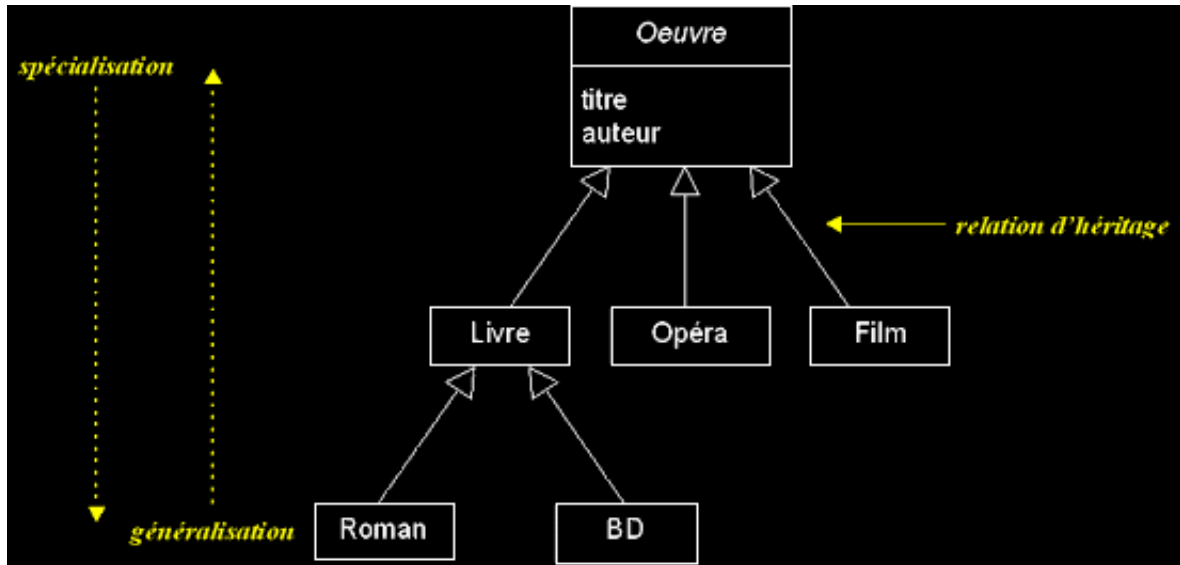 Oeuvre
spécialisation
titre
auteur
relation d'héritage
Livre
Opéra
Film
Roman
BD
généralisation